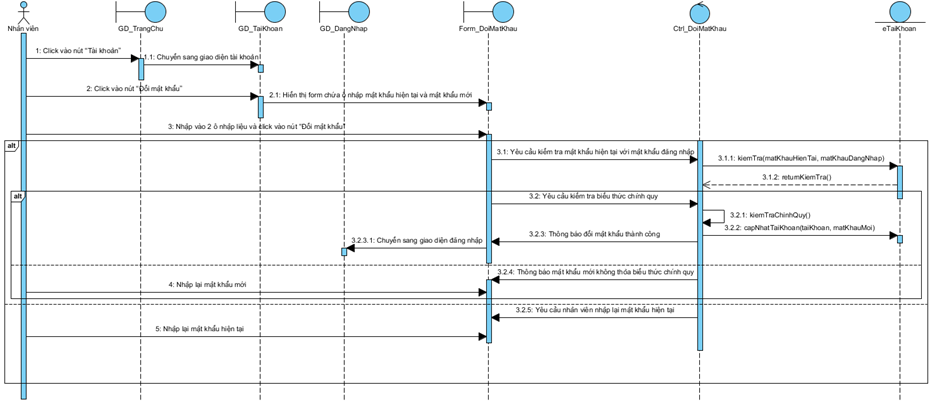 Nhân viên
GD_TrangChu
GD_TaiKhoan
GD_DangNhap
Form_DoiMatKhau
Ctrl_DoiMatKhau
eTaiKhoan
1: Click vào nút "Tài khoản"
1.1: Chuyển sang giao diện tài khoản
2: Click vào nút "Đổi mật khẩu"
2.1: Hiển thị form chứa ô nhập mật khẩu hiện tại và mật khẩu mới
3: Nhập vào 2 ô nhập liệu và click vào nút "Đổi mật khẩu"
alt
3.1: Yêu cầu kiểm tra mật khẩu hiện tại với mật khẩu đăng nhập
3.1.1: kiemTra(matKhauHienTai, matKhauDangNhap)
3.1.2: returnKiemTra()
alt
3.2: Yêu cầu kiểm tra biểu thức chính quy
3.2.1: kiemTraChinhQuy()
3.2.2: capNhatTaiKhoan(taiKhoan, matKhauMoi)
3.2.3: Thông báo đổi mật khẩu thành công
3.2.3.1: Chuyển sang giao diện đăng nhập
3.2.4: Thông báo mật khẩu mới không thỏa biểu thức chính quy
4: Nhập lại mật khẩu mới
3.2.5: Yêu cầu nhân viên nhập lại mật khẩu hiện tại
5: Nhập lại mật khẩu hiện tại